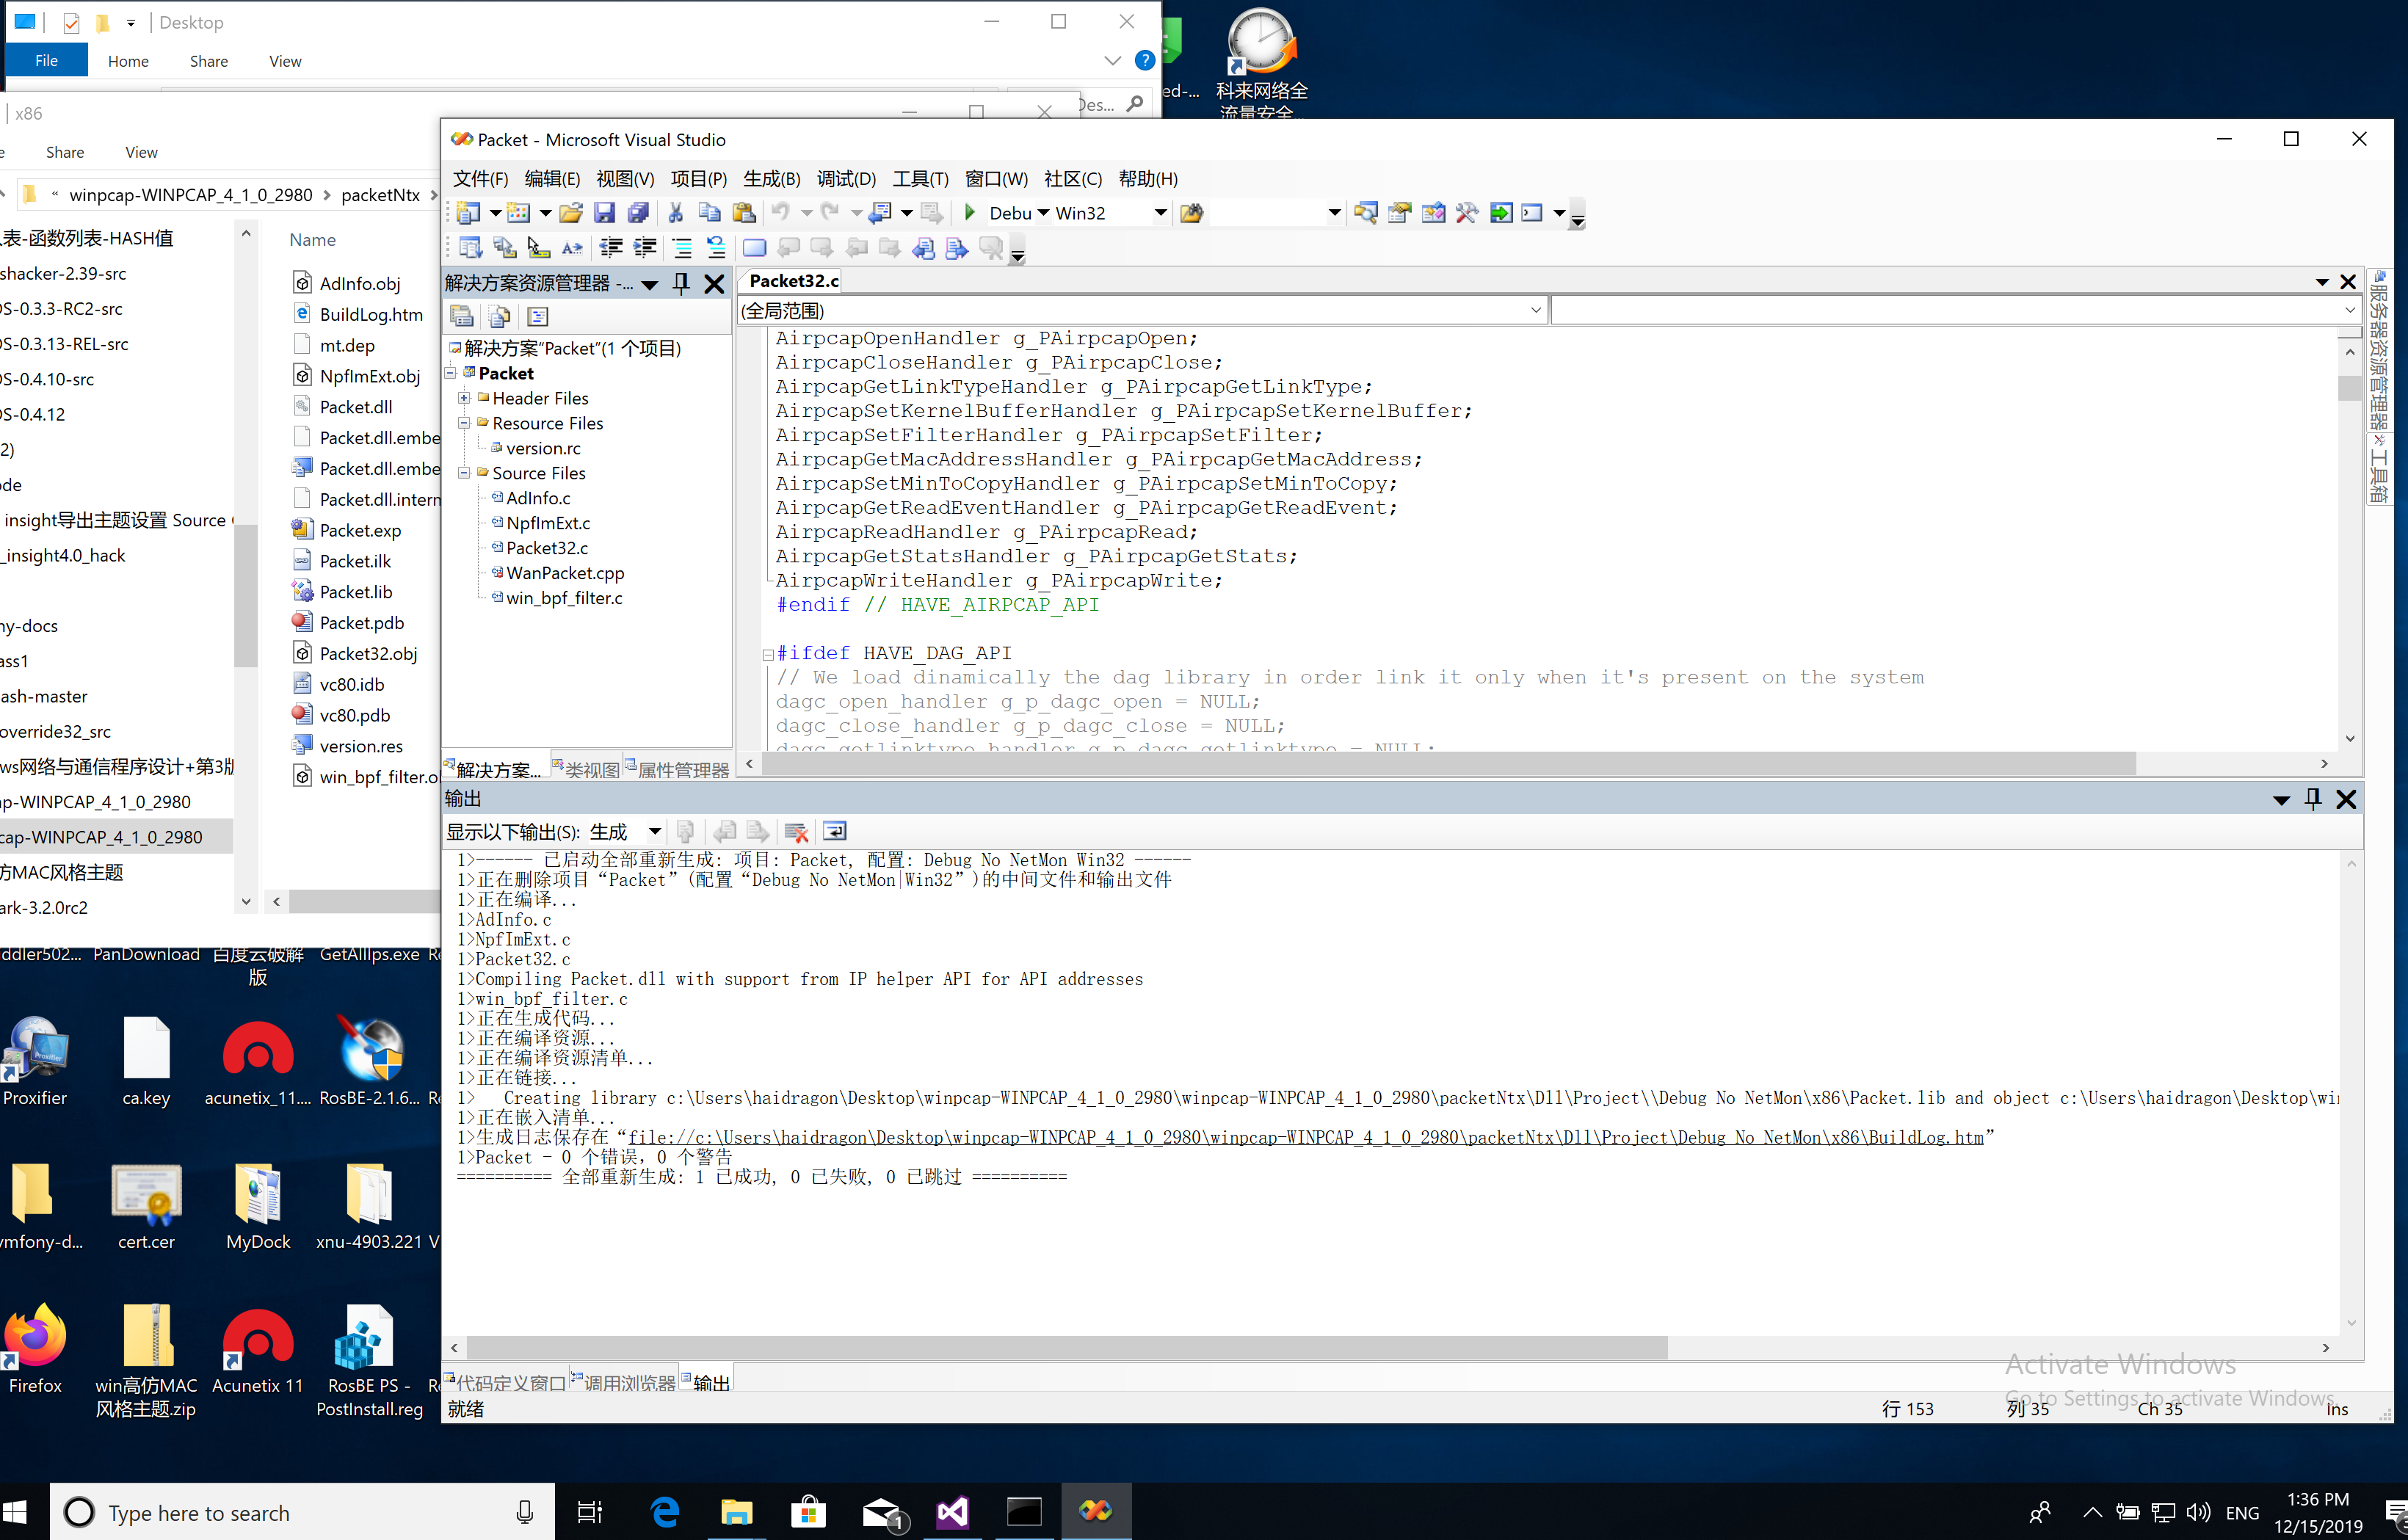 Desktop
File
Home
Share
View
x86
Share
View
Des...
ed-...
科来网络全
流量安全...
« winpcap-WINPCAP_4_1_0_2980 > packetNtx >
表-函数列表-HASH值
shacker-2.39-src
OS-0.3.3-RC2-src
OS-0.3.13-REL-src
OS-0.4.10-src
OS-0.4.12
2)
ode
insight导出主题设置 Source
_insight4.0_hack
ny-docs
ass1
ash-master
override32_src
ws网络与通信程序设计+第3版
ap-WINPCAP_4_1_0_2980
cap-WINPCAP_4_1_0_2980
仿MAC风格主题
ark-3.2.0rc2
Name
AdInfo.obj
BuildLog.htm
mt.dep
NpfImExt.obj
Packet.dll
Packet.dll.embe
Packet.dll.embe
Packet.dll.intern
Packet.exp
Packet.ilk
Packet.lib
Packet.pdb
Packet32.obj
vc80.idb
vc80.pdb
version.res
win_bpf_filter.o
Packet - Microsoft Visual Studio
文件(F) 编辑(E) 视图(V) 项目(P) 生成(B) 调试(D) 工具(T) 窗口(W) 社区(C) 帮助(H)
Debu
Win32
解决方案资源管理器 -...
解决方案“Packet”(1 个项目)
Packet
Header Files
Resource Files
version.rc
Source Files
AdInfo.c
NpfImExt.c
Packet32.c
WanPacket.cpp
win_bpf_filter.c
解决方案...
类视图
属性管理器
Packet32.c
(全局范围)
AirpcapOpenHandler g_PAirpcapOpen;
AirpcapCloseHandler g_PAirpcapClose;
AirpcapGetLinkTypeHandler g_PAirpcapGetLinkType;
AirpcapSetKernelBufferHandler g_PAirpcapSetKernelBuffer;
AirpcapSetFilterHandler g_PAirpcapSetFilter;
AirpcapGetMacAddressHandler g_PAirpcapGetMacAddress;
AirpcapSetMinToCopyHandler g_PAirpcapSetMinToCopy;
AirpcapGetReadEventHandler g_PAirpcapGetReadEvent;
AirpcapReadHandler g_PAirpcapRead;
AirpcapGetStatsHandler g_PAirpcapGetStats;
AirpcapWriteHandler g_PAirpcapWrite;
#endif // HAVE_AIRPCAP_API
#ifdef HAVE_DAG_API
// We load dinamically the dag library in order link it only when it's present on the system
dagc_open_handler g_p_dagc_open = NULL;
dagc_close_handler g_p_dagc_close = NULL;
dagc_getlinktype_handler g_p_dagc_getlinktype = NULL;
服务器资源管理器
工具箱
输出
显示以下输出(S): 生成
1>------ 已启动全部重新生成: 项目: Packet, 配置: Debug No NetMon Win32 ------
1>正在删除项目“Packet”(配置“Debug No NetMon|Win32”)的中间文件和输出文件
1>正在编译...
1>AdInfo.c
1>NpfImExt.c
1>Packet32.c
1>Compiling Packet.dll with support from IP helper API for API addresses
1>win_bpf_filter.c
1>正在生成代码...
1>正在编译资源...
1>正在编译资源清单...
1>正在链接...
1>   Creating library c:\Users\haidragon\Desktop\winpcap-WINPCAP_4_1_0_2980\winpcap-WINPCAP_4_1_0_2980\packetNtx\Dll\Project\\Debug No NetMon\x86\Packet.lib and object c:\Users\haidragon\Desktop\win
1>正在嵌入清单...
1>生成日志保存在“file://c:\Users\haidragon\Desktop\winpcap-WINPCAP_4_1_0_2980\winpcap-WINPCAP_4_1_0_2980\packetNtx\Dll\Project\Debug No NetMon\x86\BuildLog.htm”
1>Packet - 0 个错误，0 个警告
========== 全部重新生成: 1 已成功, 0 已失败, 0 已跳过 ==========
代码定义窗口
调用浏览器
输出
就绪
行 153
列 35
Ch 35
Ins
Activate Windows
Go to Settings to activate Windows.
ddler502...
PanDownload
百度云破解
版
GetAllIps.exe
Proxifier
ca.key
acunetix_11....
RosBE-2.1.6...
ymfony-d...
cert.cer
MyDock
xnu-4903.221
Firefox
win高仿MAC
风格主题.zip
Acunetix 11
RosBE PS -
PostInstall.reg
Type here to search
1
ENG
1:36 PM
12/15/2019